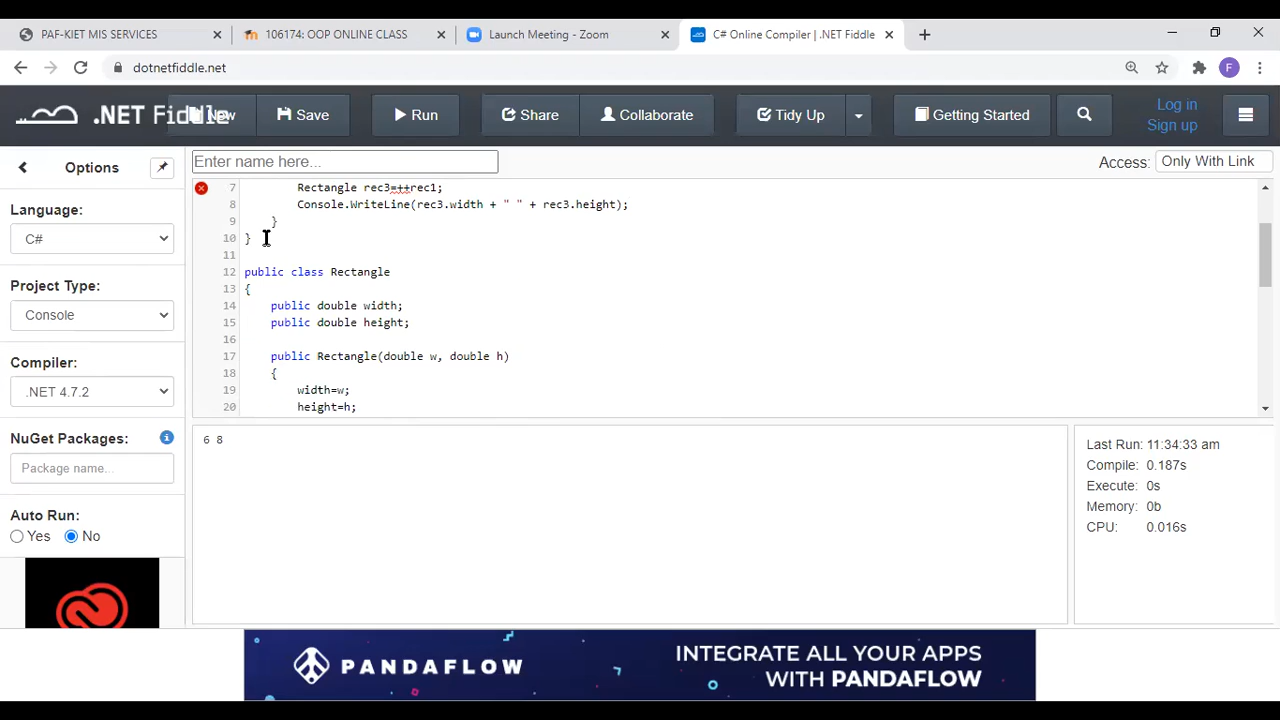 PAF-KIET MIS SERVICES
106174: OOP ONLINE CLASS
Launch Meeting - Zoom
C# Online Compiler | .NET Fiddle
dotnetfiddle.net
F
.NET Fiddle
New
Save
Run
Share
Collaborate
Tidy Up
Getting Started
Log in
Sign up
Options
Enter name here...
Access:
Only With Link
Language:
C#
Project Type:
Console
Compiler:
.NET 4.7.2
NuGet Packages:
Package name...
Auto Run:
Yes
No
7 Rectangle rec3=++rec1;
8 Console.WriteLine(rec3.width + " " + rec3.height);
9 }
10 }
11
12 public class Rectangle
13 {
14 public double width;
15 public double height;
16
17 public Rectangle(double w, double h)
18 {
19 width=w;
20 height=h;
6 8
Last Run: 11:34:33 am
Compile: 0.187s
Execute: 0s
Memory: 0b
CPU: 0.016s
PANDAFLOW
INTEGRATE ALL YOUR APPS
WITH PANDAFLOW